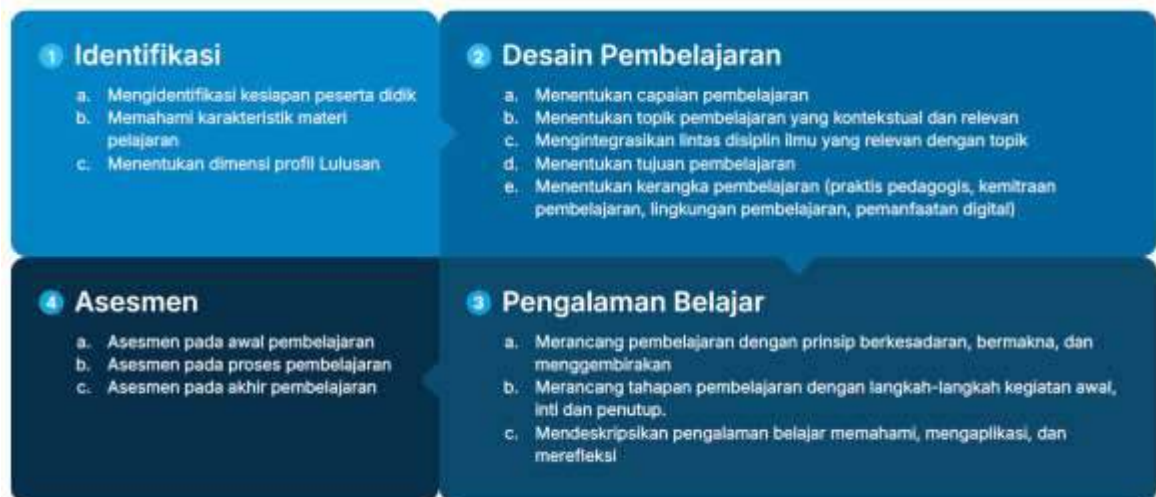 1 Identifikasi
a. Mengidentifikasi kesiapan peserta didik
b. Memahami karakteristik materi
pelajaran
c. Menentukan dimensi profil Lulusan
2 Desain Pembelajaran
a. Menentukan capaian pembelajaran
b. Menentukan topik pembelajaran yang kontekstual dan relevan
c. Mengintegrasikan lintas disiplin ilmu yang relevan dengan topik
d. Menentukan tujuan pembelajaran
e. Menentukan kerangka pembelajaran (praktis pedagogis, kemitraan
pembelajaran, lingkungan pembelajaran, pemanfaatan digital)
3 Pengalaman Belajar
a. Merancang pembelajaran dengan prinsip berkesadaran, bermakna, dan
menggembirakan
b. Merancang tahapan pembelajaran dengan langkah-langkah kegiatan awal,
inti dan penutup.
c. Mendeskripsikan pengalaman belajar memahami, mengaplikasi, dan
merefleksi
4 Asesmen
a. Asesmen pada awal pembelajaran
b. Asesmen pada proses pembelajaran
c. Asesmen pada akhir pembelajaran